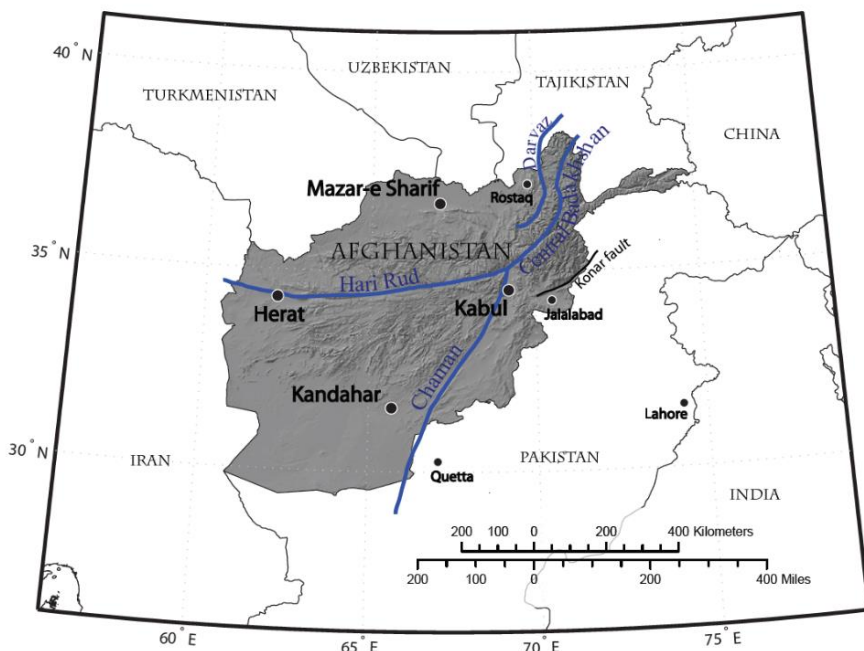 40° N
UZBEKISTAN
TAJIKISTAN
TURKMENISTAN
CHINA
Darvaz
Central Badakhshan
Mazar-e Sharif
Rostaq
35° N
AFGHANISTAN
Konar fault
Hari Rud
Herat
Kabul
Jalalabad
Chaman
Kandahar
Lahore
30° N
IRAN
PAKISTAN
Quetta
INDIA
200 100 0 200 400 Kilometers
200 100 0 200 400 Miles
60° E
65° E
70° E
75° E